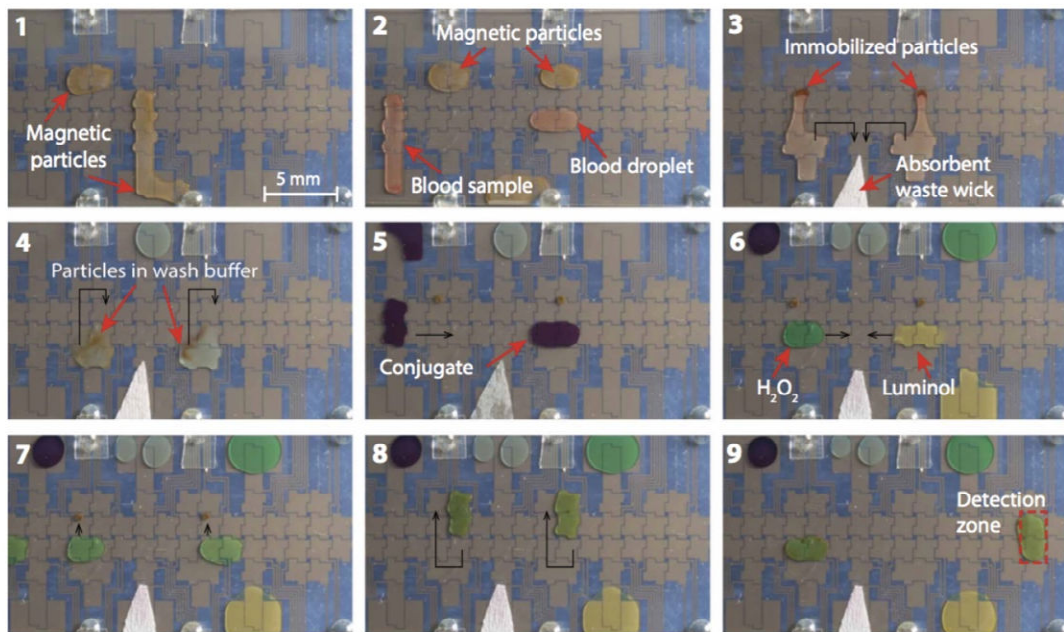 1
Magnetic
particles
5 mm
2
Magnetic particles
Blood sample
Blood droplet
3
Immobilized particles
Absorbent
waste wick
4
Particles in wash buffer
5
Conjugate
6
H₂O₂
Luminol
7
8
9
Detection
zone